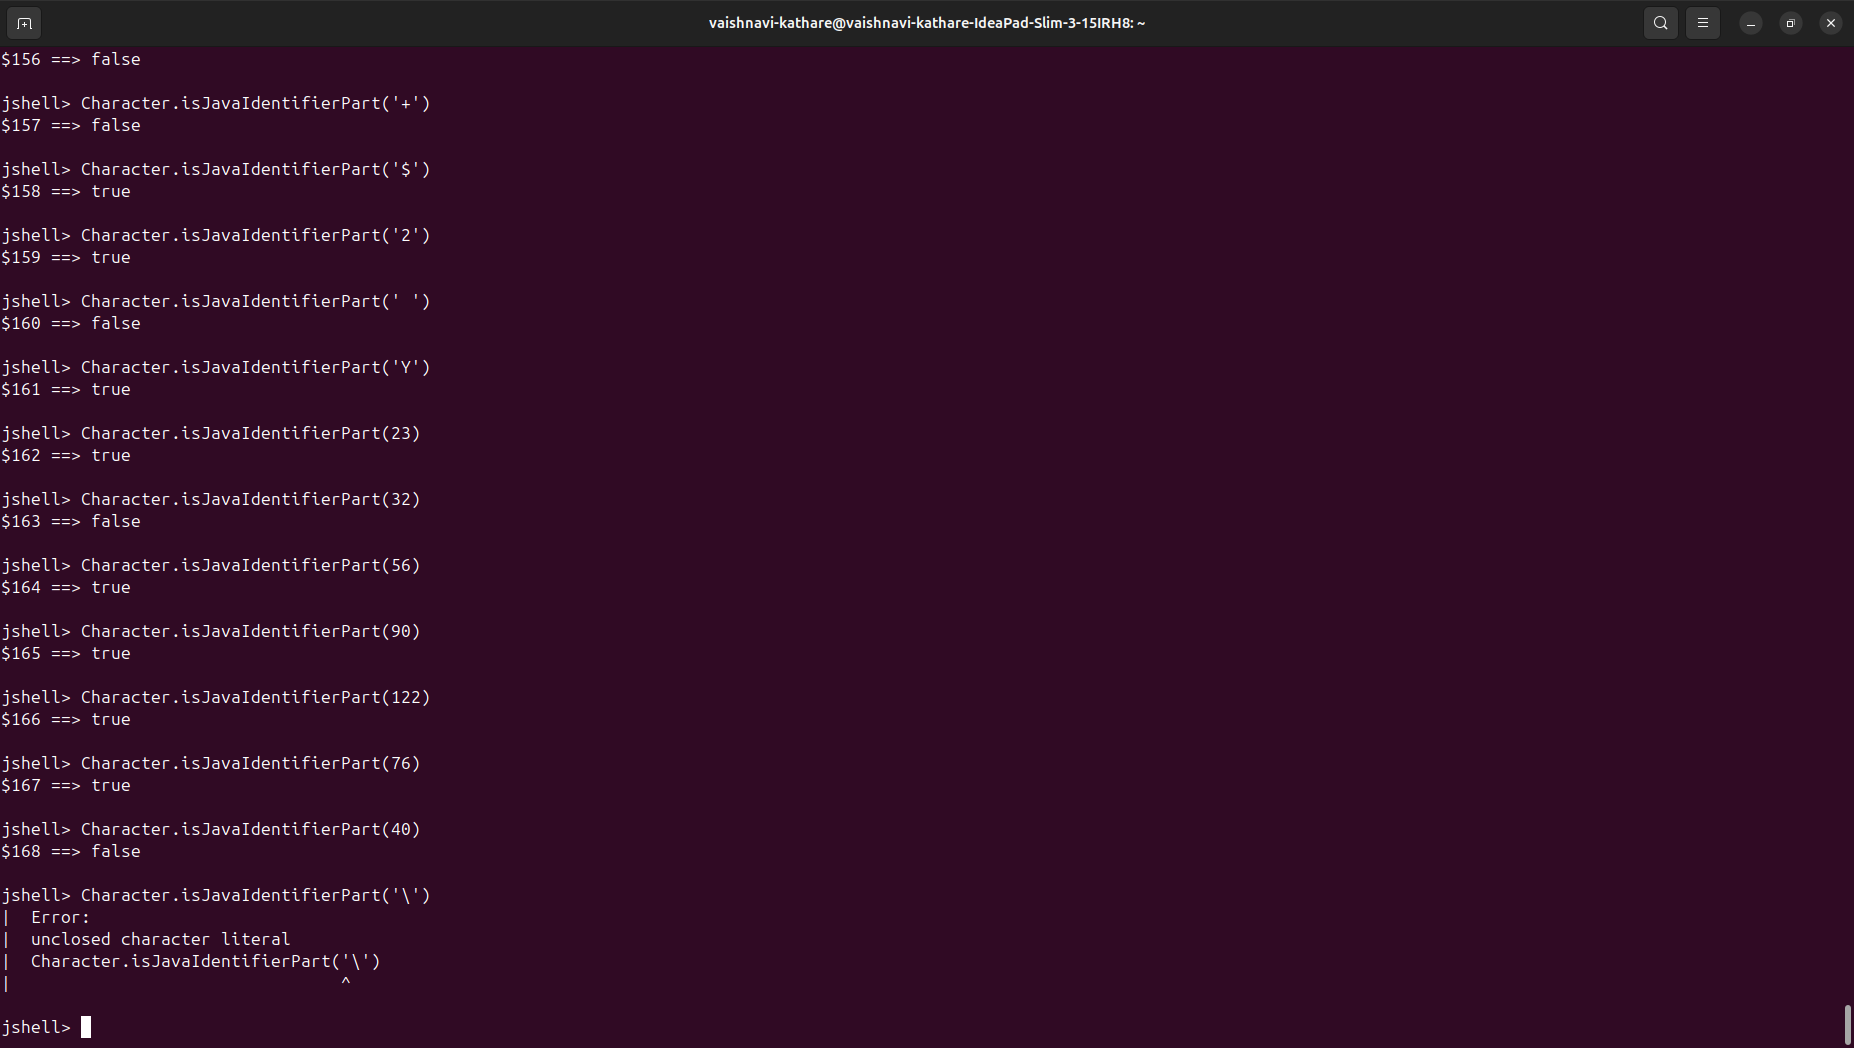 vaishnavi-kathare@vaishnavi-kathare-IdeaPad-Slim-3-15IRH8: ~
$156 ==> false
jshell> Character.isJavaIdentifierPart('+')
$157 ==> false
jshell> Character.isJavaIdentifierPart('$')
$158 ==> true
jshell> Character.isJavaIdentifierPart('2')
$159 ==> true
jshell> Character.isJavaIdentifierPart(' ')
$160 ==> false
jshell> Character.isJavaIdentifierPart('Y')
$161 ==> true
jshell> Character.isJavaIdentifierPart(23)
$162 ==> true
jshell> Character.isJavaIdentifierPart(32)
$163 ==> false
jshell> Character.isJavaIdentifierPart(56)
$164 ==> true
jshell> Character.isJavaIdentifierPart(90)
$165 ==> true
jshell> Character.isJavaIdentifierPart(122)
$166 ==> true
jshell> Character.isJavaIdentifierPart(76)
$167 ==> true
jshell> Character.isJavaIdentifierPart(40)
$168 ==> false
jshell> Character.isJavaIdentifierPart('\')
|  Error:
|  unclosed character literal
|  Character.isJavaIdentifierPart('\')
|                                 ^
jshell>